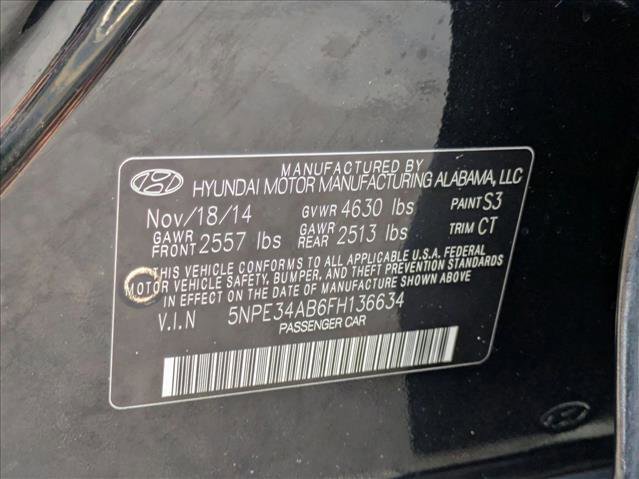 MANUFACTURED BY
HYUNDAI MOTOR MANUFACTURING ALABAMA, LLC
Nov/18/14 GVWR 4630 lbs PAINT S3
GAWR FRONT 2557 lbs GAWR REAR 2513 lbs TRIM CT
THIS VEHICLE CONFORMS TO ALL APPLICABLE U.S.A. FEDERAL
MOTOR VEHICLE SAFETY, BUMPER, AND THEFT PREVENTION STANDARDS
IN EFFECT ON THE DATE OF MANUFACTURE SHOWN ABOVE.
V.I.N 5NPE34AB6FH136634
PASSENGER CAR